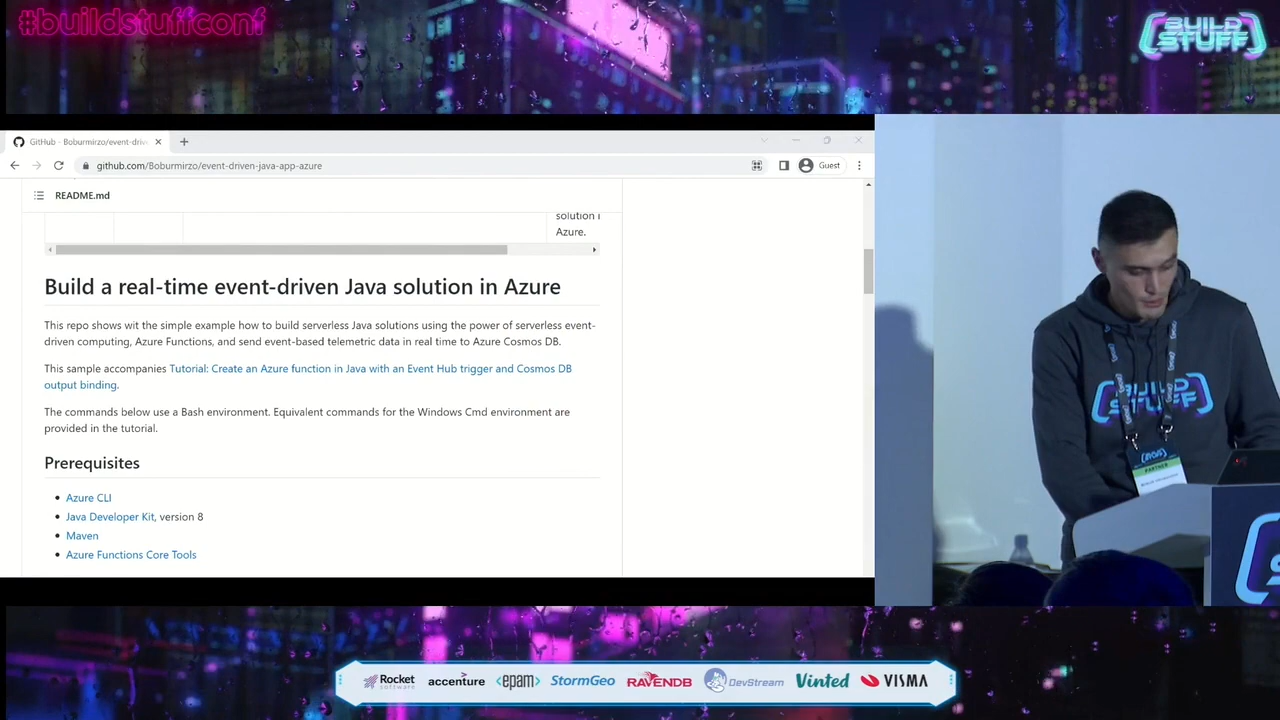 #buildstuffconf
BUILD
STUFF
GitHub - Boburmirzo/event-driv
github.com/Boburmirzo/event-driven-java-app-azure
Guest
README.md
solution i
Azure.
Build a real-time event-driven Java solution in Azure
This repo shows wit the simple example how to build serverless Java solutions using the power of serverless event-
driven computing, Azure Functions, and send event-based telemetric data in real time to Azure Cosmos DB.
This sample accompanies Tutorial: Create an Azure function in Java with an Event Hub trigger and Cosmos DB
output binding.
The commands below use a Bash environment. Equivalent commands for the Windows Cmd environment are
provided in the tutorial.
Prerequisites
Azure CLI
Java Developer Kit, version 8
Maven
Azure Functions Core Tools
BUILD
STUFF
PARTNER
Rocket
software
accenture
<epam>
StormGeo
RAVENDB
DevStream
Vinted
VISMA